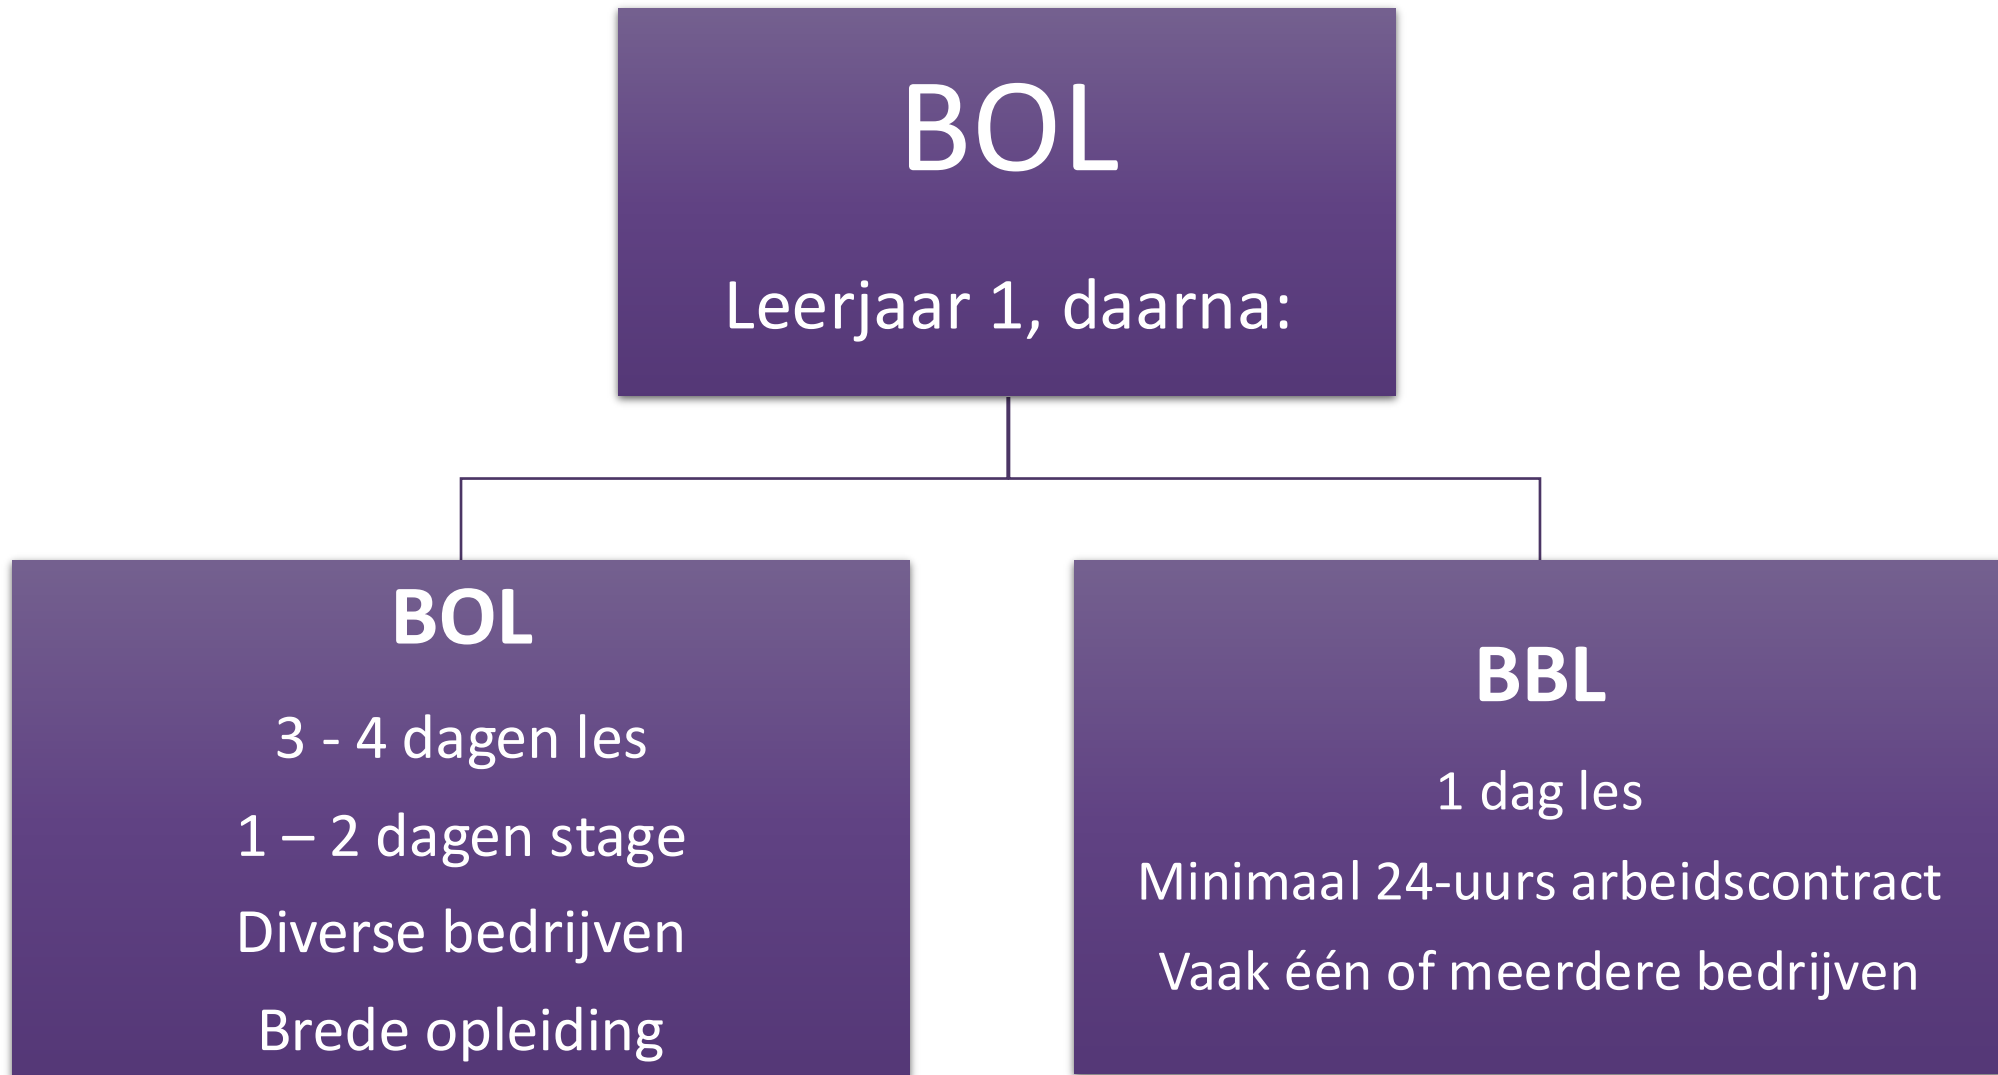 BOL
Leerjaar 1, daarna:
BOL
3 - 4 dagen les
1 – 2 dagen stage
Diverse bedrijven
Brede opleiding
BBL
1 dag les
Minimaal 24-uurs arbeidscontract
Vaak één of meerdere bedrijven